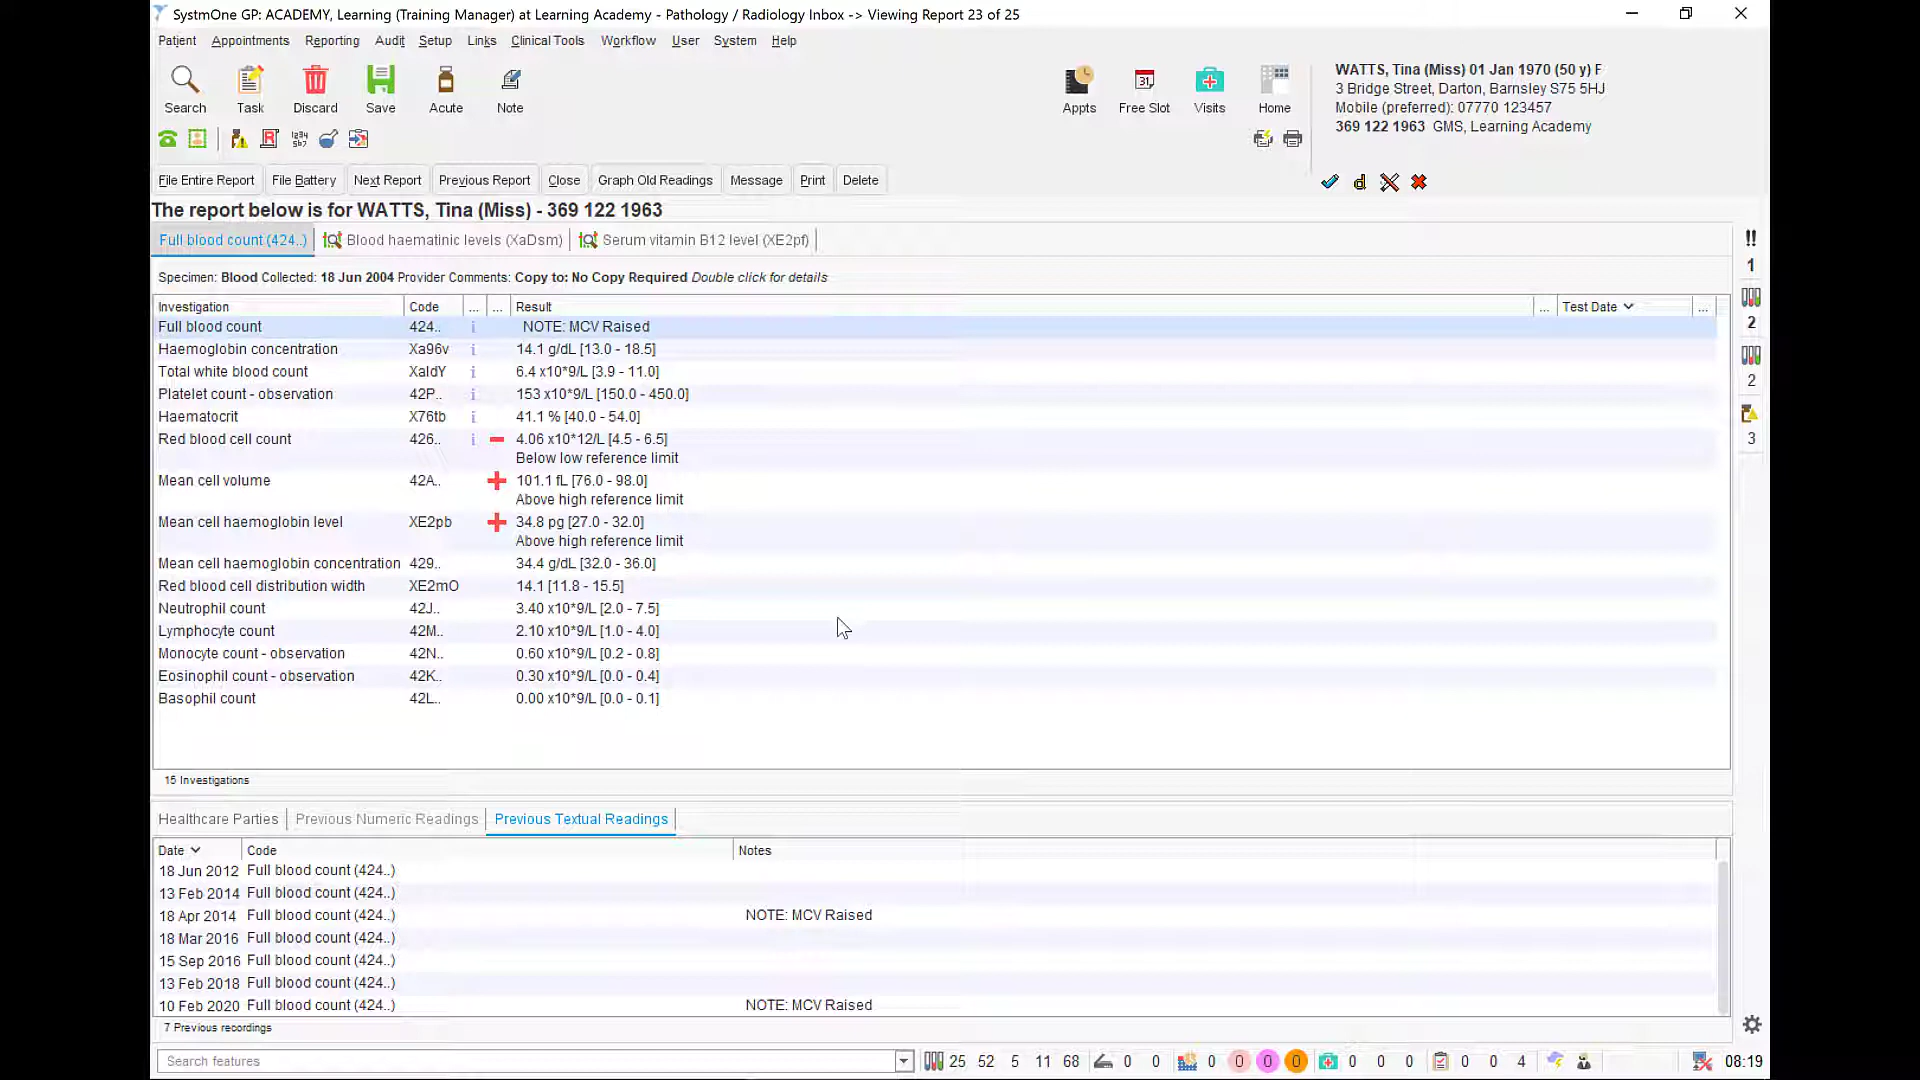 SystmOne GP: ACADEMY, Learning (Training Manager) at Learning Academy - Pathology / Radiology Inbox -> Viewing Report 23 of 25
Patient Appointments Reporting Audit Setup Links Clinical Tools Workflow User System Help
Search Task Discard Save Acute Note Appts Free Slot Visits Home
WATTS, Tina (Miss) 01 Jan 1970 (50 y) F
3 Bridge Street, Darton, Barnsley S75 5HJ
Mobile (preferred): 07770 123457
369 122 1963 GMS, Learning Academy
File Entire Report File Battery Next Report Previous Report Close Graph Old Readings Message Print Delete
The report below is for WATTS, Tina (Miss) - 369 122 1963
Full blood count (424..) Blood haematinic levels (XaDsm) Serum vitamin B12 level (XE2pf)
Specimen: Blood Collected: 18 Jun 2004 Provider Comments: Copy to: No Copy Required Double click for details
Investigation Code ... ... Result ... Test Date ...
Full blood count 424.. i NOTE: MCV Raised
Haemoglobin concentration Xa96v i 14.1 g/dL [13.0 - 18.5]
Total white blood count XaIdY i 6.4 x10*9/L [3.9 - 11.0]
Platelet count - observation 42P.. i 153 x10*9/L [150.0 - 450.0]
Haematocrit X76tb i 41.1 % [40.0 - 54.0]
Red blood cell count 426.. i 4.06 x10*12/L [4.5 - 6.5]
Below low reference limit
Mean cell volume 42A.. 101.1 fL [76.0 - 98.0]
Above high reference limit
Mean cell haemoglobin level XE2pb 34.8 pg [27.0 - 32.0]
Above high reference limit
Mean cell haemoglobin concentration 429.. 34.4 g/dL [32.0 - 36.0]
Red blood cell distribution width XE2mO 14.1 [11.8 - 15.5]
Neutrophil count 42J.. 3.40 x10*9/L [2.0 - 7.5]
Lymphocyte count 42M.. 2.10 x10*9/L [1.0 - 4.0]
Monocyte count - observation 42N.. 0.60 x10*9/L [0.2 - 0.8]
Eosinophil count - observation 42K.. 0.30 x10*9/L [0.0 - 0.4]
Basophil count 42L.. 0.00 x10*9/L [0.0 - 0.1]
15 Investigations
!!
1
2
2
3
Healthcare Parties Previous Numeric Readings Previous Textual Readings
Date Code Notes
18 Jun 2012 Full blood count (424..)
13 Feb 2014 Full blood count (424..)
18 Apr 2014 Full blood count (424..) NOTE: MCV Raised
18 Mar 2016 Full blood count (424..)
15 Sep 2016 Full blood count (424..)
13 Feb 2018 Full blood count (424..)
10 Feb 2020 Full blood count (424..) NOTE: MCV Raised
7 Previous recordings
Search features 25 52 5 11 68 0 0 0 0 0 0 0 0 0 0 0 4 08:19